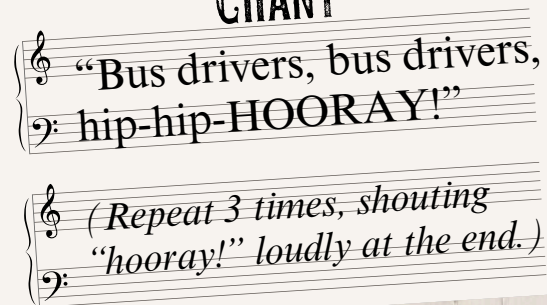 CHANT
“Bus drivers, bus drivers,
hip-hip-HOORAY!”
(Repeat 3 times, shouting
“hooray!” loudly at the end.)